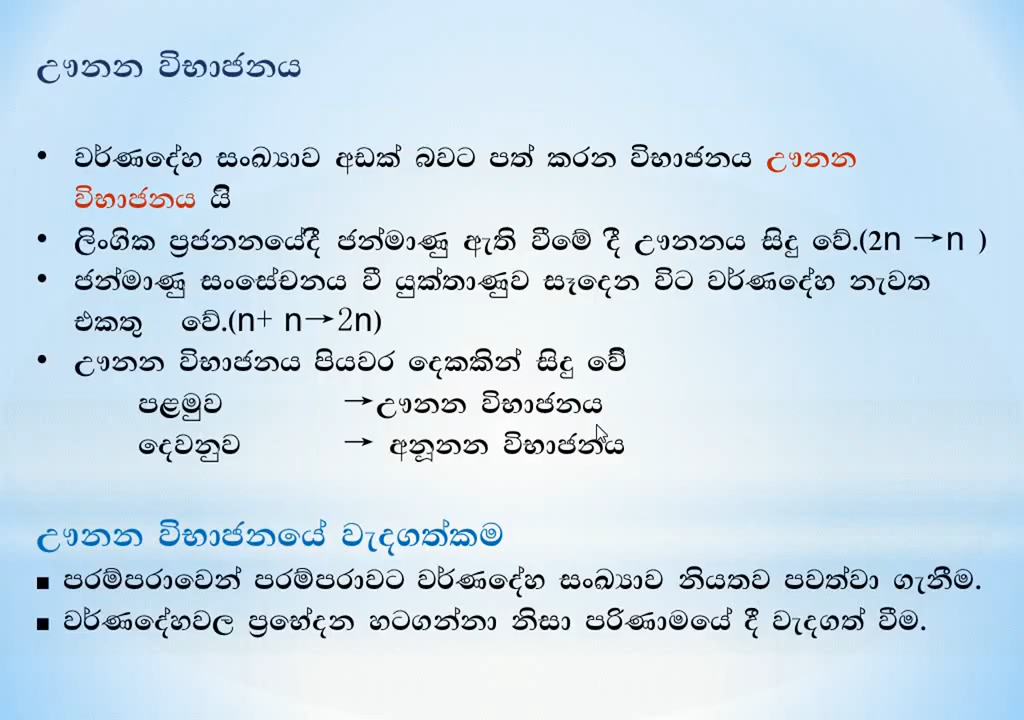 ඌනන විභාජනය
• වර්ණදේහ සංඛ්‍යාව අඩක් බවට පත් කරන විභාජනය ඌනන
විභාජනය යි
• ලිංගික ප්‍රජනනයේදී ජන්මාණු ඇති වීමේ දී ඌනනය සිදු වේ.(2n →n )
• ජන්මාණු සංසේචනය වී යුක්තාණුව සෑදෙන විට වර්ණදේහ නැවත
එකතු වේ.(n+ n→2n)
• ඌනන විභාජනය පියවර දෙකකින් සිදු වේ
පළමුව →ඌනන විභාජනය
දෙවනුව → අනූනන විභාජනය
ඌනන විභාජනයේ වැදගත්කම
▪ පරම්පරාවෙන් පරම්පරාවට වර්ණදේහ සංඛ්‍යාව නියතව පවත්වා ගැනීම.
▪ වර්ණදේහවල ප්‍රභේදන හටගන්නා නිසා පරිණාමයේ දී වැදගත් වීම.